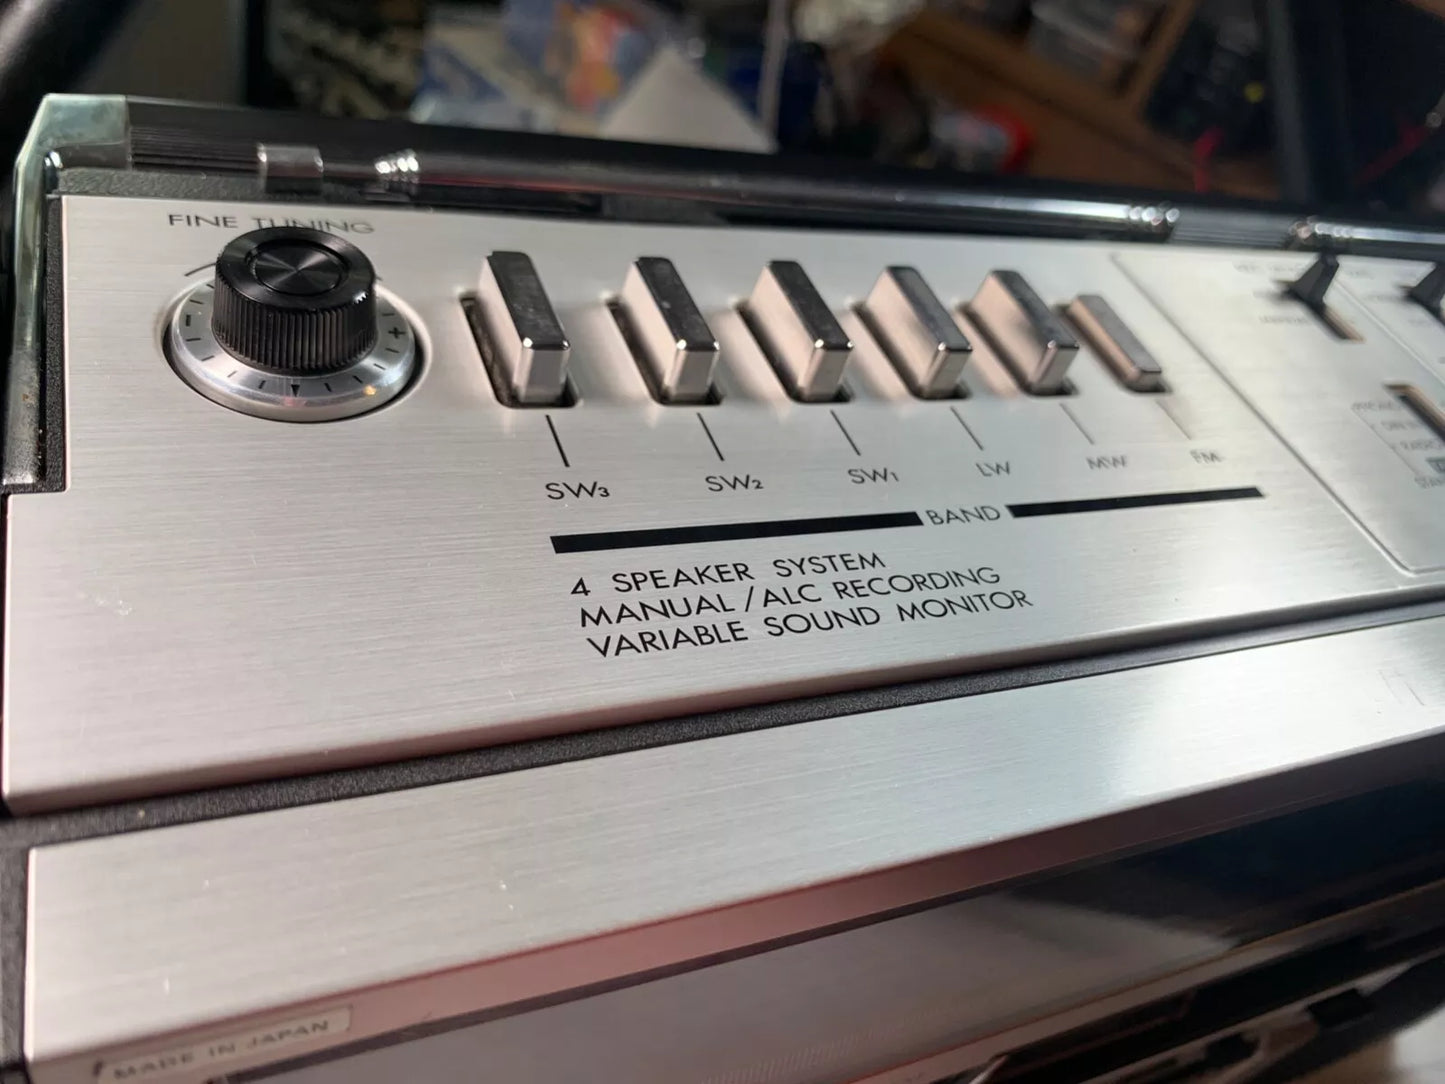 FINE TUNING
- +
SW3 SW2 SW1 LW MW FM
BAND
4 SPEAKER SYSTEM
MANUAL/ALC RECORDING
VARIABLE SOUND MONITOR
MADE IN JAPAN